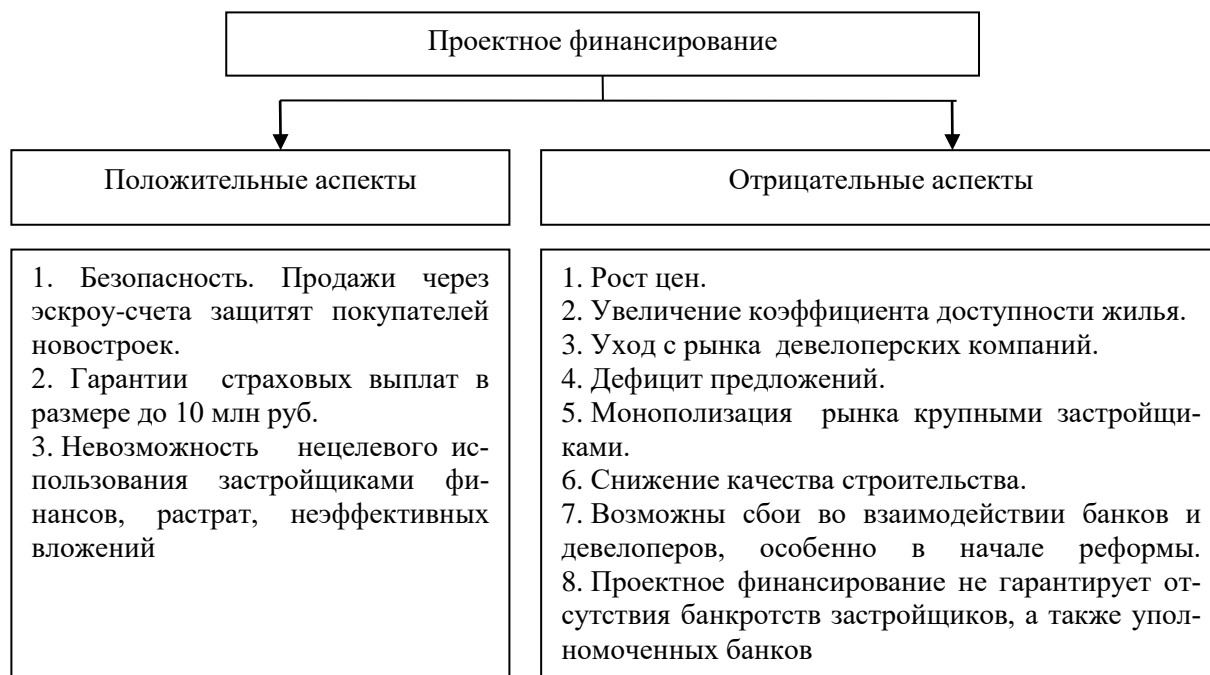 Проектное финансирование
Положительные аспекты
Отрицательные аспекты
1. Безопасность. Продажи через
эскроу-счета защитят покупателей
новостроек.
2. Гарантии страховых выплат в
размере до 10 млн руб.
3. Невозможность нецелевого ис-
пользования застройщиками фи-
нансов, растрат, неэффективных
вложений
1. Рост цен.
2. Увеличение коэффициента доступности жилья.
3. Уход с рынка девелоперских компаний.
4. Дефицит предложений.
5. Монополизация рынка крупными застройщи-
ками.
6. Снижение качества строительства.
7. Возможны сбои во взаимодействии банков и
девелоперов, особенно в начале реформы.
8. Проектное финансирование не гарантирует от-
сутствия банкротств застройщиков, а также упол-
номоченных банков